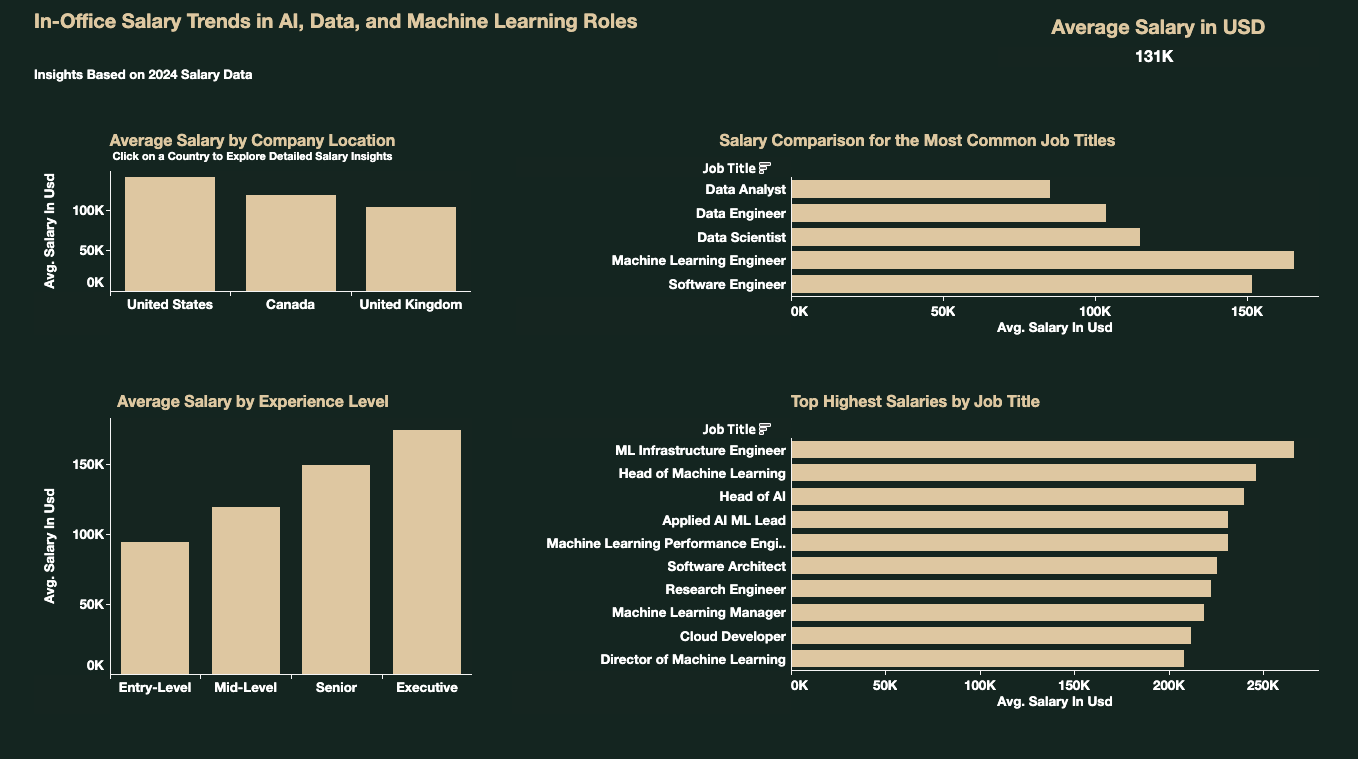 In-Office Salary Trends in AI, Data, and Machine Learning Roles
Average Salary in USD
131K
Insights Based on 2024 Salary Data
Average Salary by Company Location
Click on a Country to Explore Detailed Salary Insights
Avg. Salary In Usd
100K
50K
0K
United States
Canada
United Kingdom
Salary Comparison for the Most Common Job Titles
Job Title
Data Analyst
Data Engineer
Data Scientist
Machine Learning Engineer
Software Engineer
0K
50K
100K
150K
Avg. Salary In Usd
Average Salary by Experience Level
Avg. Salary In Usd
150K
100K
50K
0K
Entry-Level
Mid-Level
Senior
Executive
Top Highest Salaries by Job Title
Job Title
ML Infrastructure Engineer
Head of Machine Learning
Head of AI
Applied AI ML Lead
Machine Learning Performance Engi..
Software Architect
Research Engineer
Machine Learning Manager
Cloud Developer
Director of Machine Learning
0K
50K
100K
150K
200K
250K
Avg. Salary In Usd